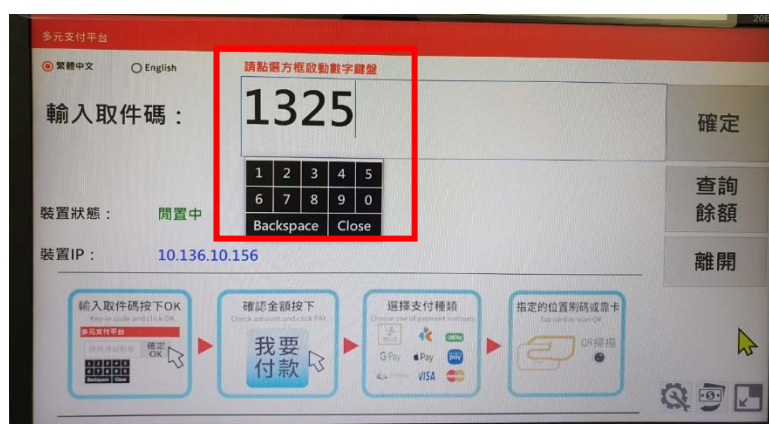 多元支付平台
繁體中文
English
請點選方框啟動數字鍵盤
輸入取件碼：
1325
確定
1 2 3 4 5
6 7 8 9 0
Backspace Close
查詢
餘額
裝置狀態：
閒置中
裝置IP：
10.136.10.156
離開
輸入取件碼按下OK
Key-in code and click OK
多元支付平台
確定
OK
Backspace Close
確認金額按下
Check amount and click PAY
我要
付款
選擇支付種類
Choose one of payment methods
G Pay
Pay
VISA
指定的位置刷碼或靠卡
Tap card or scan QR
QR掃描